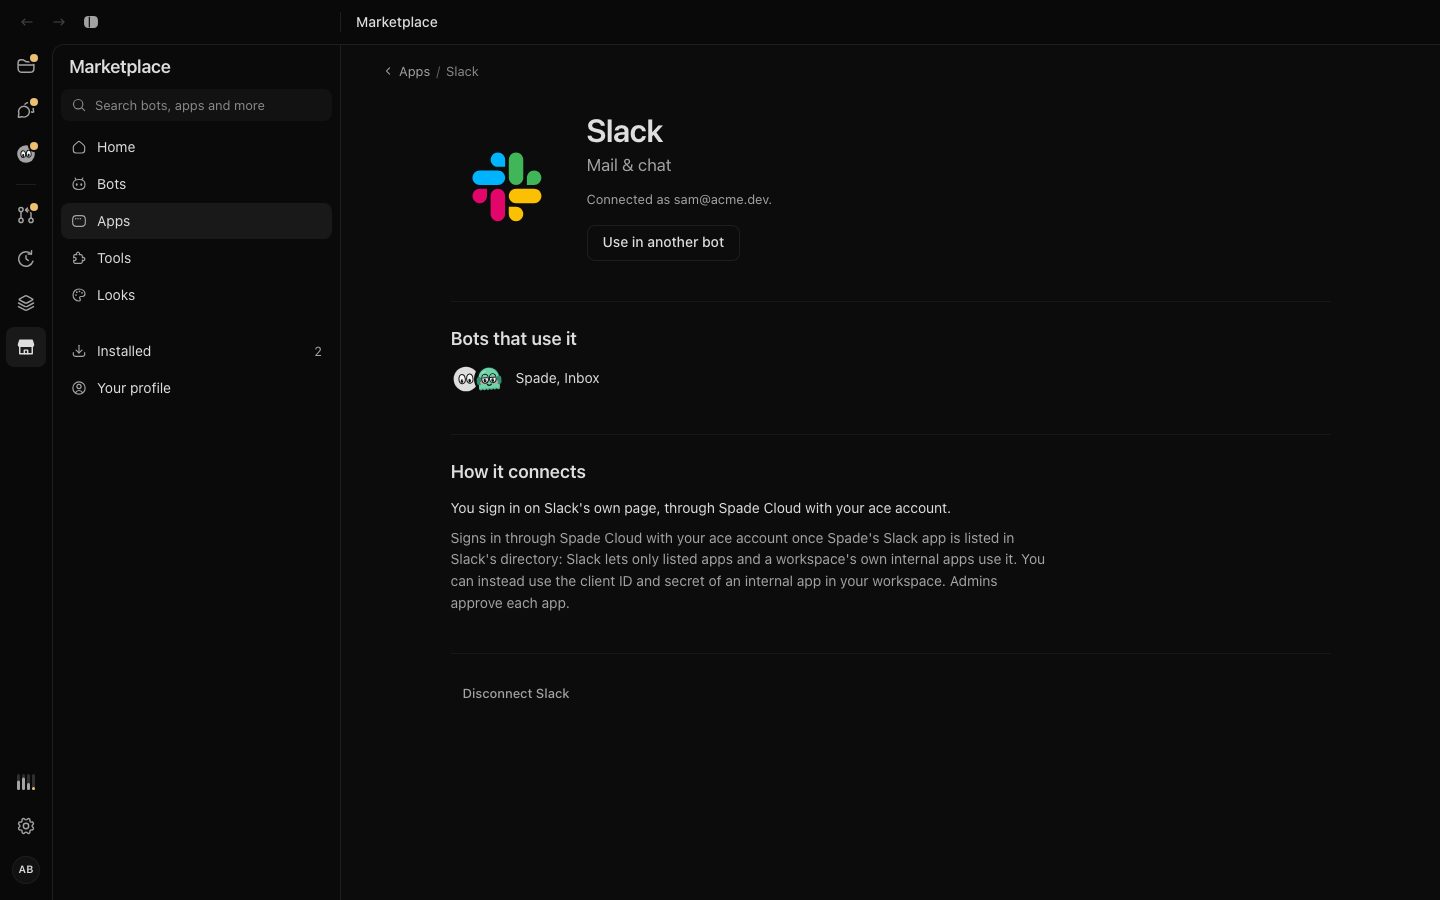 Marketplace
Marketplace
Search bots, apps and more
Home
Bots
Apps
Tools
Looks
Installed 2
Your profile
AB
Apps / Slack
Slack
Mail & chat
Connected as sam@acme.dev.
Use in another bot
Bots that use it
Spade, Inbox
How it connects
You sign in on Slack's own page, through Spade Cloud with your ace account.
Signs in through Spade Cloud with your ace account once Spade's Slack app is listed in
Slack's directory: Slack lets only listed apps and a workspace's own internal apps use it. You
can instead use the client ID and secret of an internal app in your workspace. Admins
approve each app.
Disconnect Slack